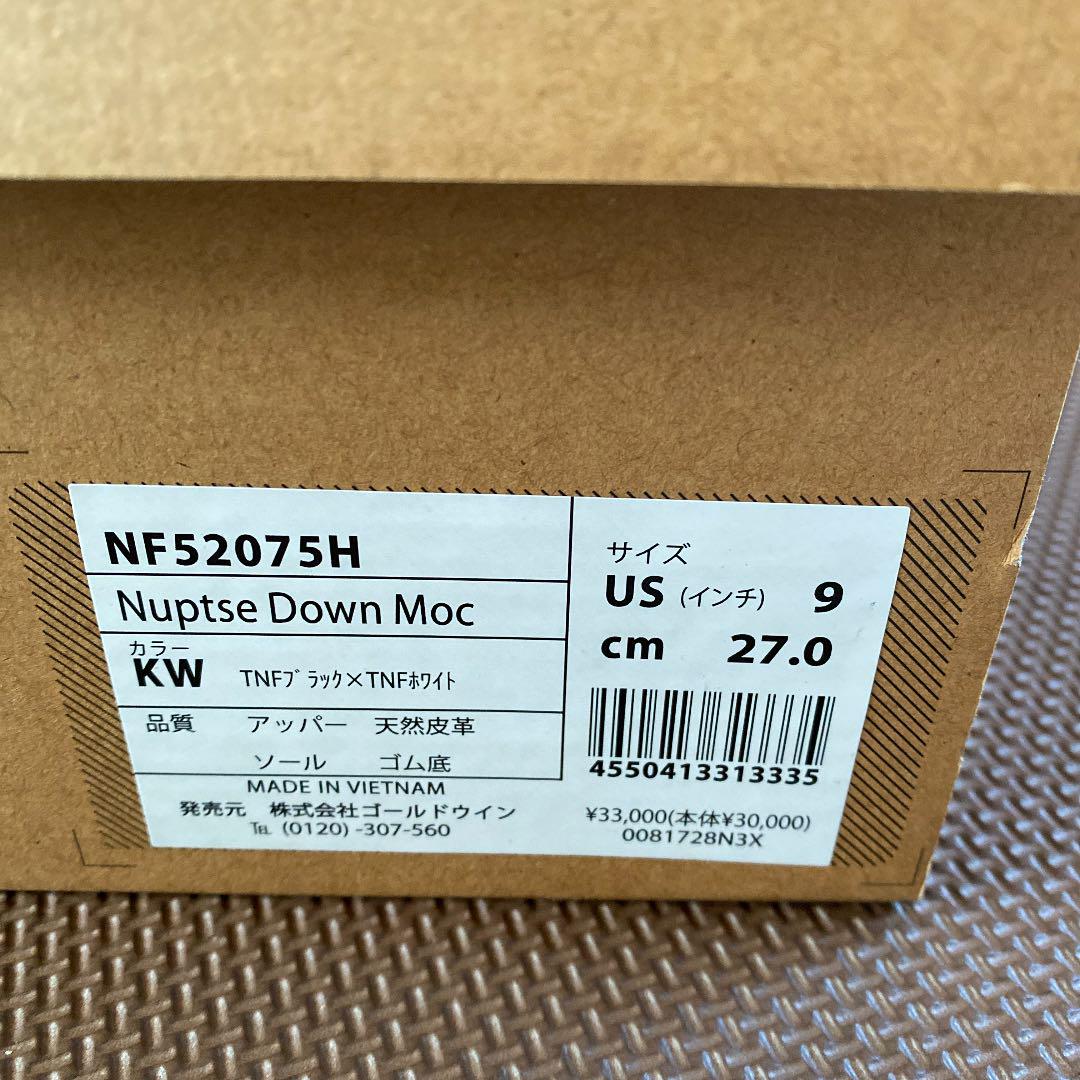 NF52075H
Nuptse Down Moc
カラー
KW TNFﾌﾞﾗｯｸ×TNFﾎﾜｲﾄ
品質 アッパー 天然皮革
ソール ゴム底
MADE IN VIETNAM
発売元 株式会社ゴールドウイン
℡ (0120) -307-560
サイズ
US (インチ) 9
cm 27.0
4550413313335
¥33,000(本体¥30,000)
0081728N3X